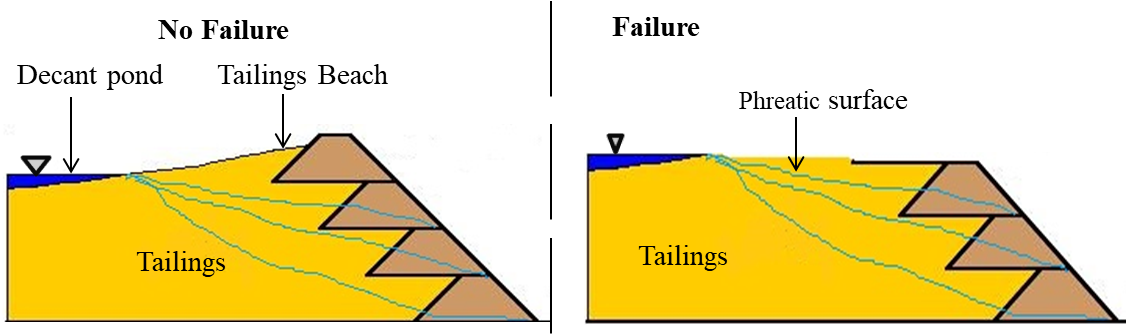 No Failure
Decant pond
Tailings Beach
Tailings
Failure
Phreatic surface
Tailings